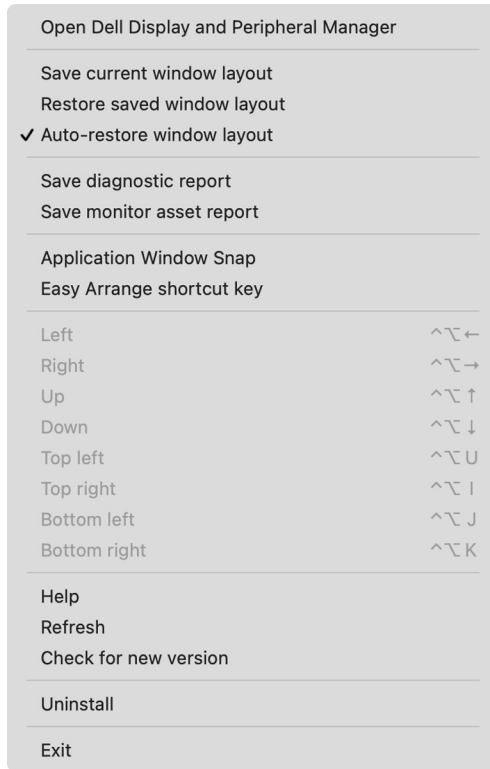 Open Dell Display and Peripheral Manager
Save current window layout
Restore saved window layout
✓ Auto-restore window layout
Save diagnostic report
Save monitor asset report
Application Window Snap
Easy Arrange shortcut key
Left ^⌥←
Right ^⌥→
Up ^⌥↑
Down ^⌥↓
Top left ^⌥U
Top right ^⌥I
Bottom left ^⌥J
Bottom right ^⌥K
Help
Refresh
Check for new version
Uninstall
Exit